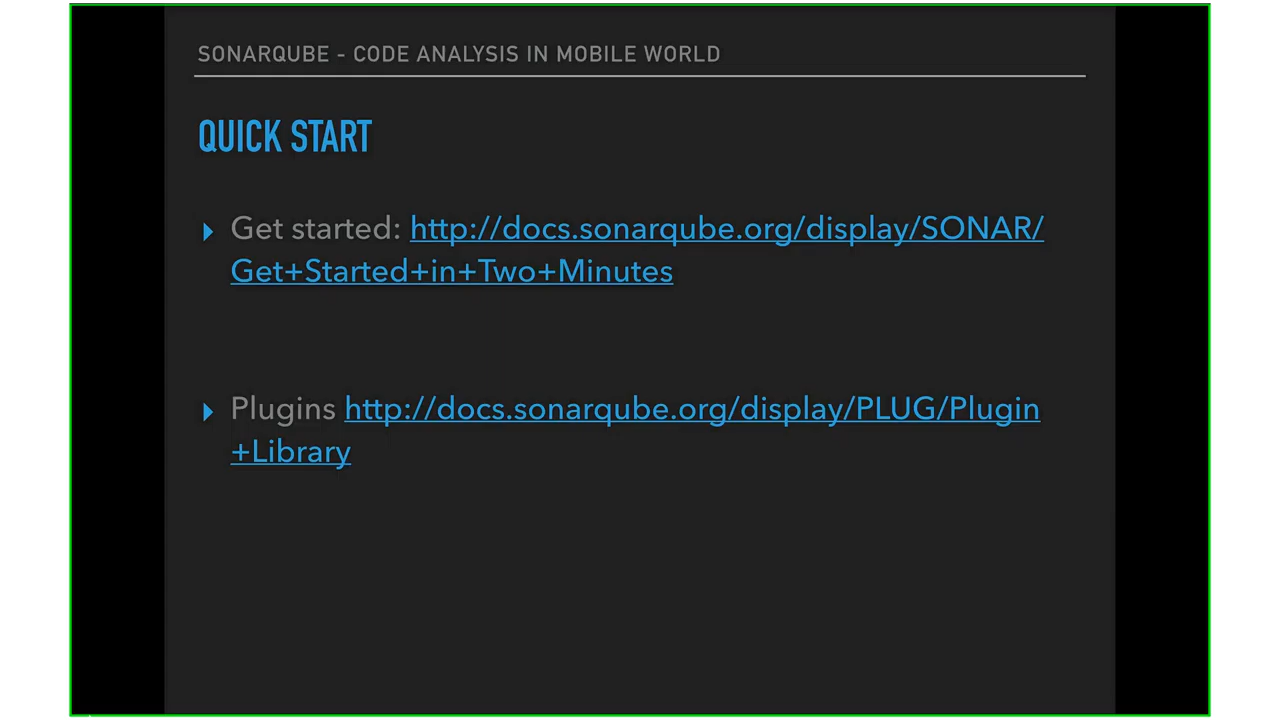 SONARQUBE - CODE ANALYSIS IN MOBILE WORLD
QUICK START
Get started: http://docs.sonarqube.org/display/SONAR/
Get+Started+in+Two+Minutes
Plugins http://docs.sonarqube.org/display/PLUG/Plugin
+Library